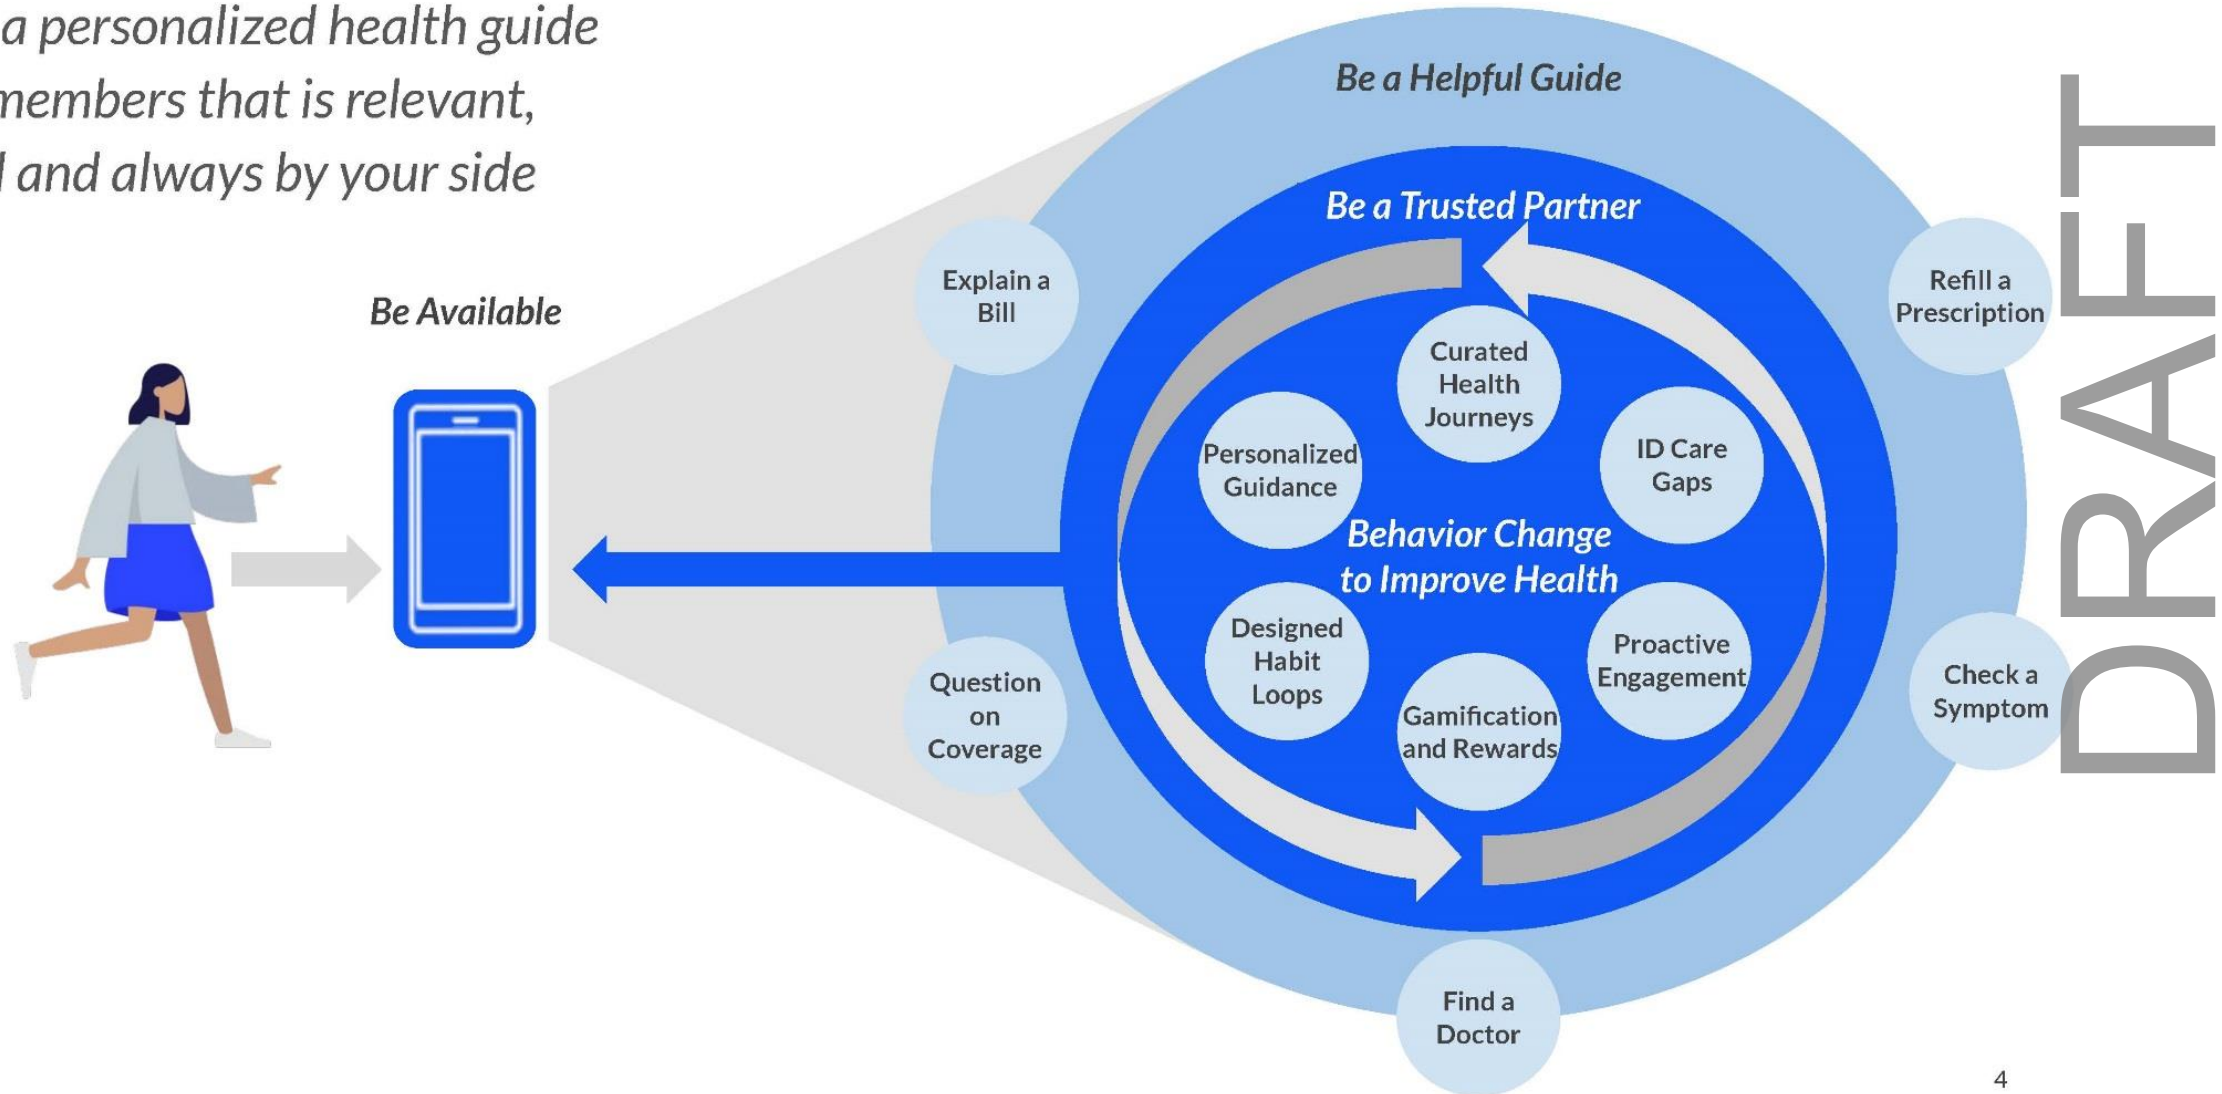 a personalized health guide
members that is relevant,
and always by your side
Be Available
Be a Helpful Guide
Be a Trusted Partner
Explain a
Bill
Refill a
Prescription
Curated
Health
Journeys
Personalized
Guidance
ID Care
Gaps
Behavior Change
to Improve Health
Designed
Habit
Loops
Proactive
Engagement
Gamification
and Rewards
Question
on
Coverage
Check a
Symptom
Find a
Doctor
DRAFT
4